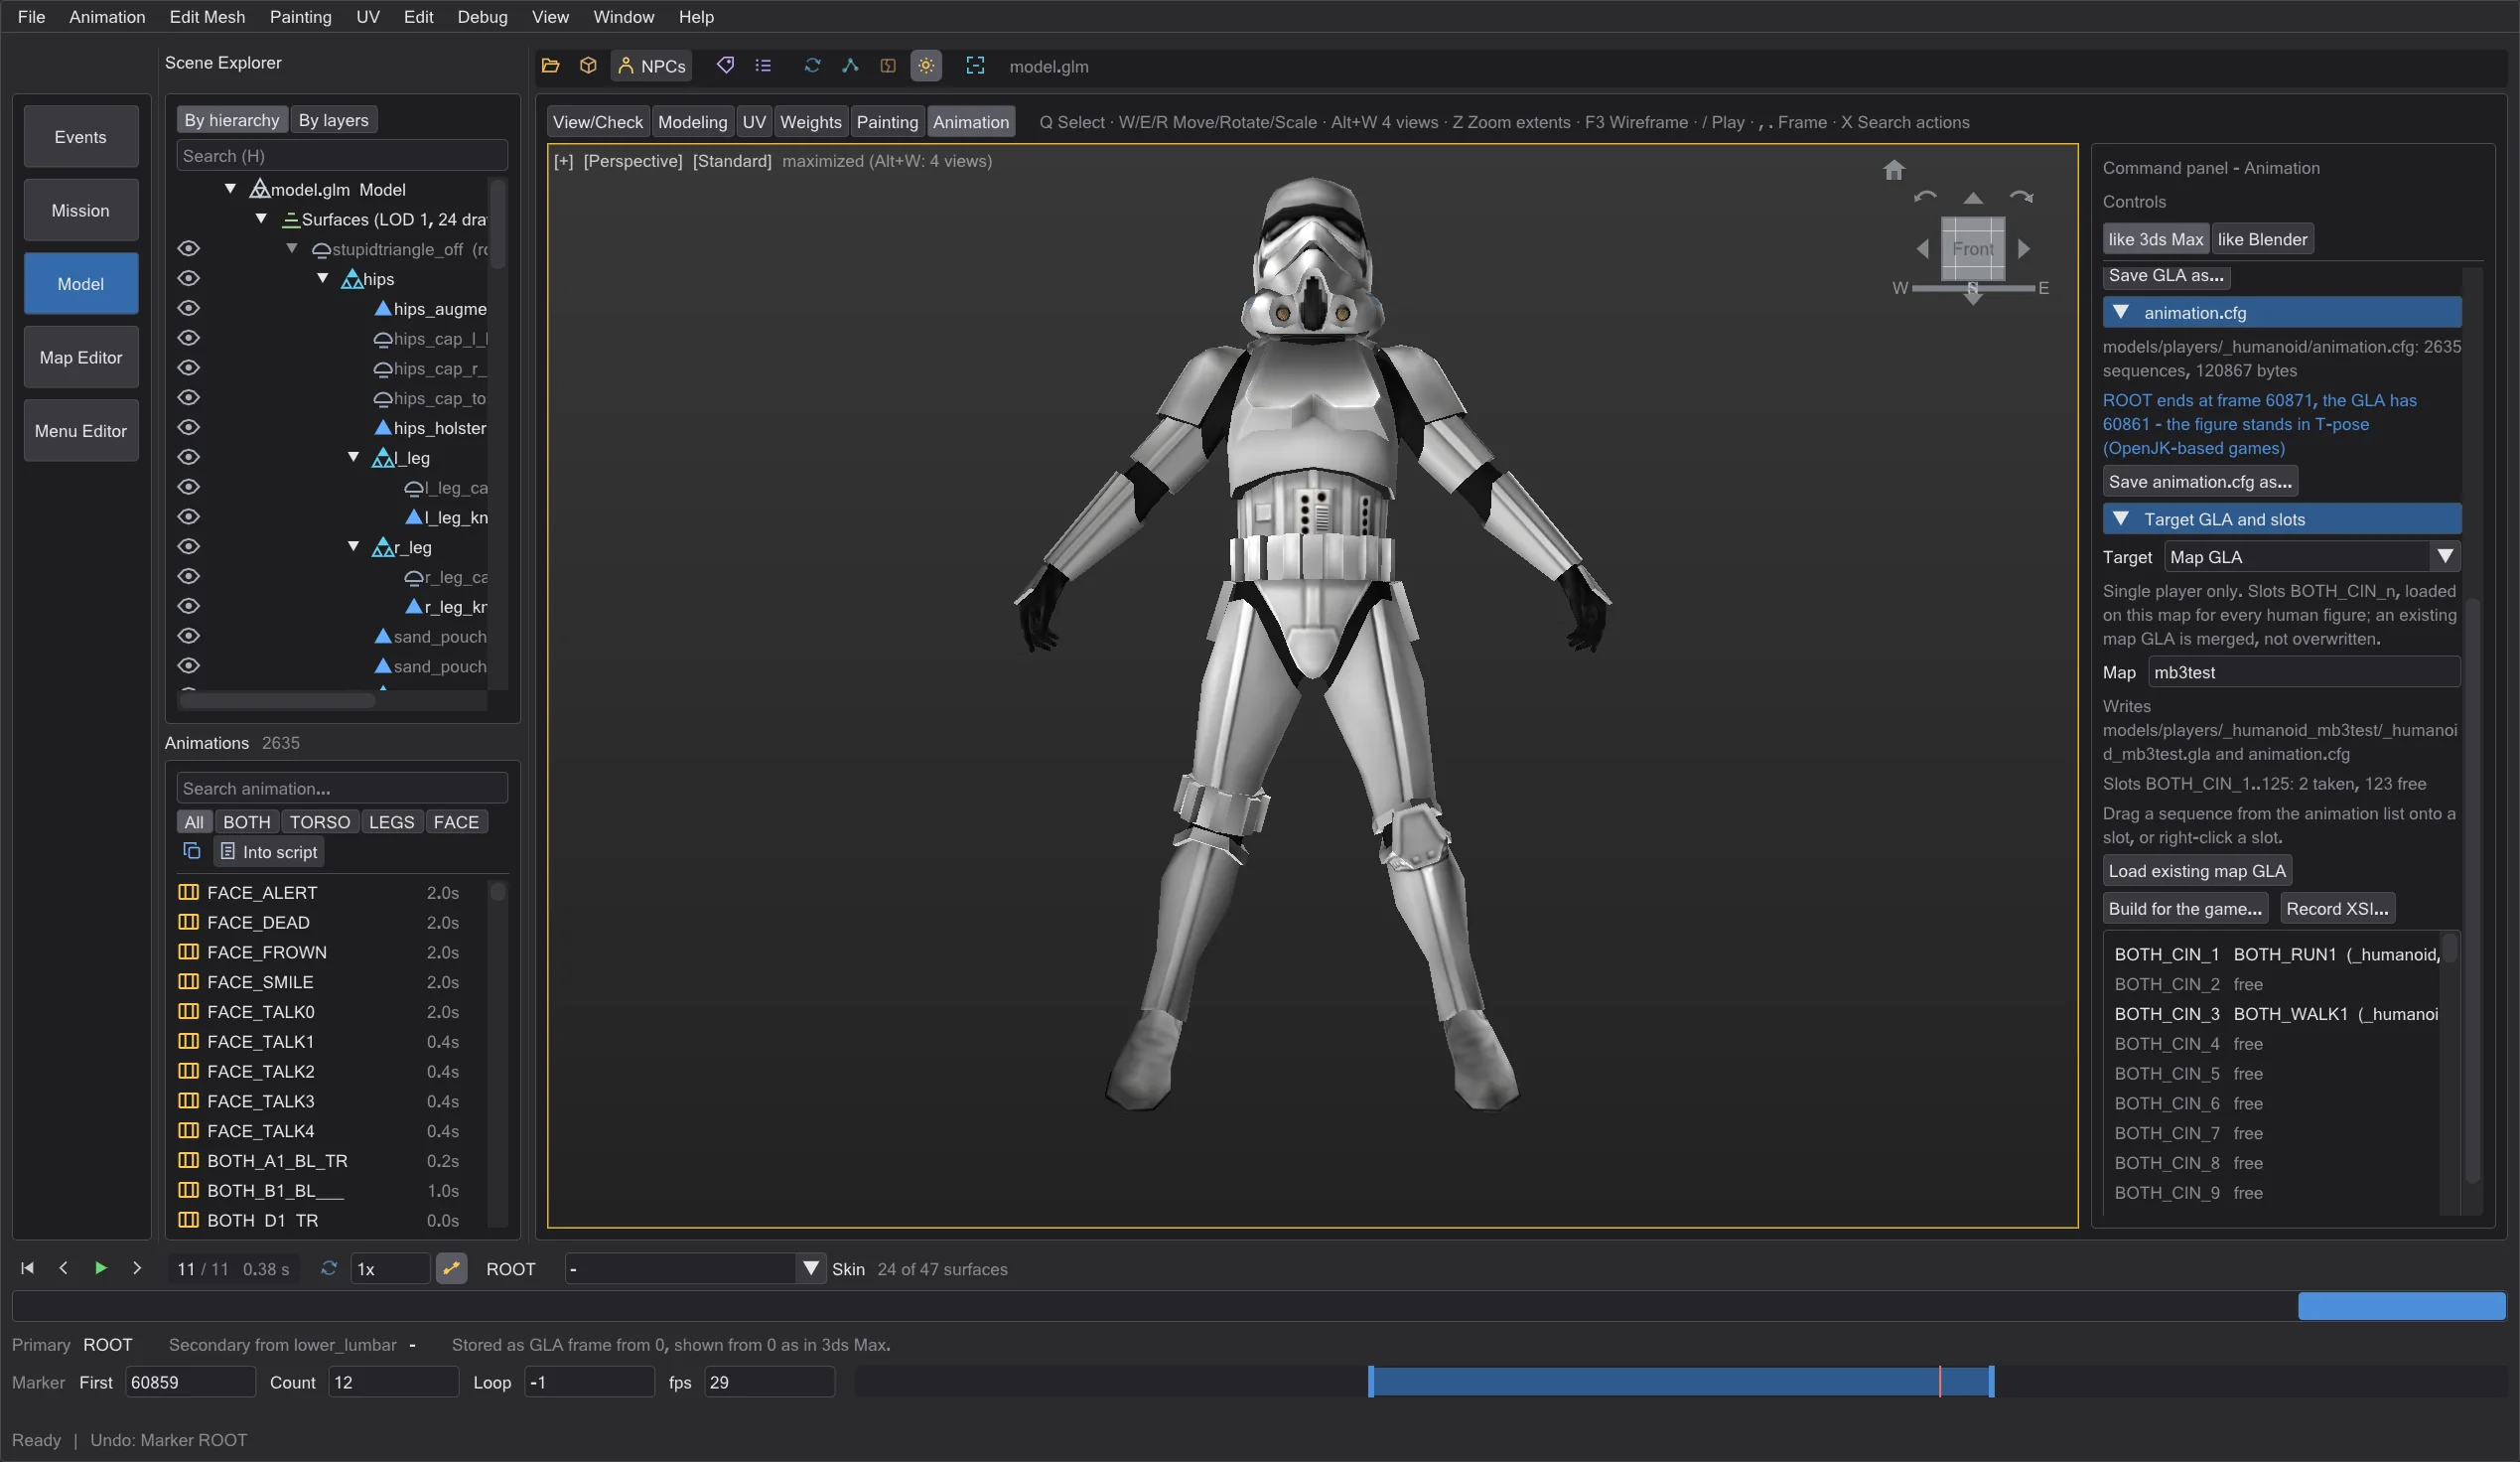 File Animation Edit Mesh Painting UV Edit Debug View Window Help
Scene Explorer
NPCs model.glm
Events
Mission
Model
Map Editor
Menu Editor
By hierarchy By layers
Search (H)
model.glm Model
Surfaces (LOD 1, 24 dra
stupidtriangle_off (ro
hips
hips_augme
hips_cap_l_l
hips_cap_r_
hips_cap_to
hips_holster
l_leg
l_leg_ca
l_leg_kn
r_leg
r_leg_ca
r_leg_kn
sand_pouch
sand_pouch
Animations 2635
Search animation...
All BOTH TORSO LEGS FACE
Into script
FACE_ALERT 2.0s
FACE_DEAD 2.0s
FACE_FROWN 2.0s
FACE_SMILE 2.0s
FACE_TALK0 2.0s
FACE_TALK1 0.4s
FACE_TALK2 0.4s
FACE_TALK3 0.4s
FACE_TALK4 0.4s
BOTH_A1_BL_TR 0.2s
BOTH_B1_BL___ 1.0s
BOTH_D1_TR 0.0s
View/Check Modeling UV Weights Painting Animation Q Select · W/E/R Move/Rotate/Scale · Alt+W 4 views · Z Zoom extents · F3 Wireframe · / Play · , . Frame · X Search actions
[+] [Perspective] [Standard] maximized (Alt+W: 4 views)
Front
W S E
Command panel - Animation
Controls
like 3ds Max like Blender
Save GLA as...
animation.cfg
models/players/_humanoid/animation.cfg: 2635
sequences, 120867 bytes
ROOT ends at frame 60871, the GLA has
60861 - the figure stands in T-pose
(OpenJK-based games)
Save animation.cfg as...
Target GLA and slots
Target Map GLA
Single player only. Slots BOTH_CIN_n, loaded
on this map for every human figure; an existing
map GLA is merged, not overwritten.
Map mb3test
Writes
models/players/_humanoid_mb3test/_humanoi
d_mb3test.gla and animation.cfg
Slots BOTH_CIN_1..125: 2 taken, 123 free
Drag a sequence from the animation list onto a
slot, or right-click a slot.
Load existing map GLA
Build for the game... Record XSI...
BOTH_CIN_1 BOTH_RUN1 (_humanoid,
BOTH_CIN_2 free
BOTH_CIN_3 BOTH_WALK1 (_humanoi
BOTH_CIN_4 free
BOTH_CIN_5 free
BOTH_CIN_6 free
BOTH_CIN_7 free
BOTH_CIN_8 free
BOTH_CIN_9 free
11 / 11 0.38 s 1x ROOT - Skin 24 of 47 surfaces
Primary ROOT Secondary from lower_lumbar - Stored as GLA frame from 0, shown from 0 as in 3ds Max.
Marker First 60859 Count 12 Loop -1 fps 29
Ready | Undo: Marker ROOT